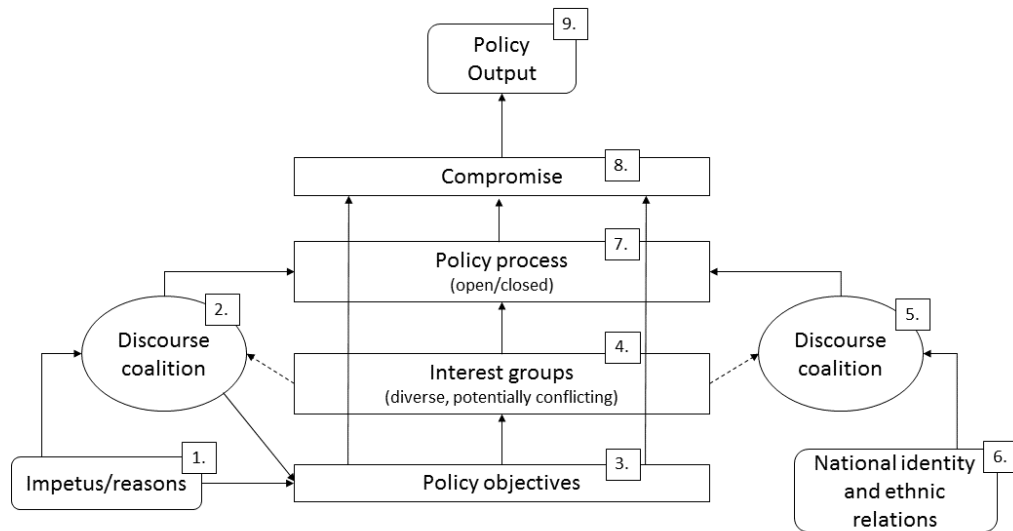 9.
Policy
Output
8.
Compromise
7.
Policy process
(open/closed)
2.
Discourse
coalition
5.
Discourse
coalition
4.
Interest groups
(diverse, potentially conflicting)
1.
Impetus/reasons
3.
Policy objectives
6.
National identity
and ethnic
relations